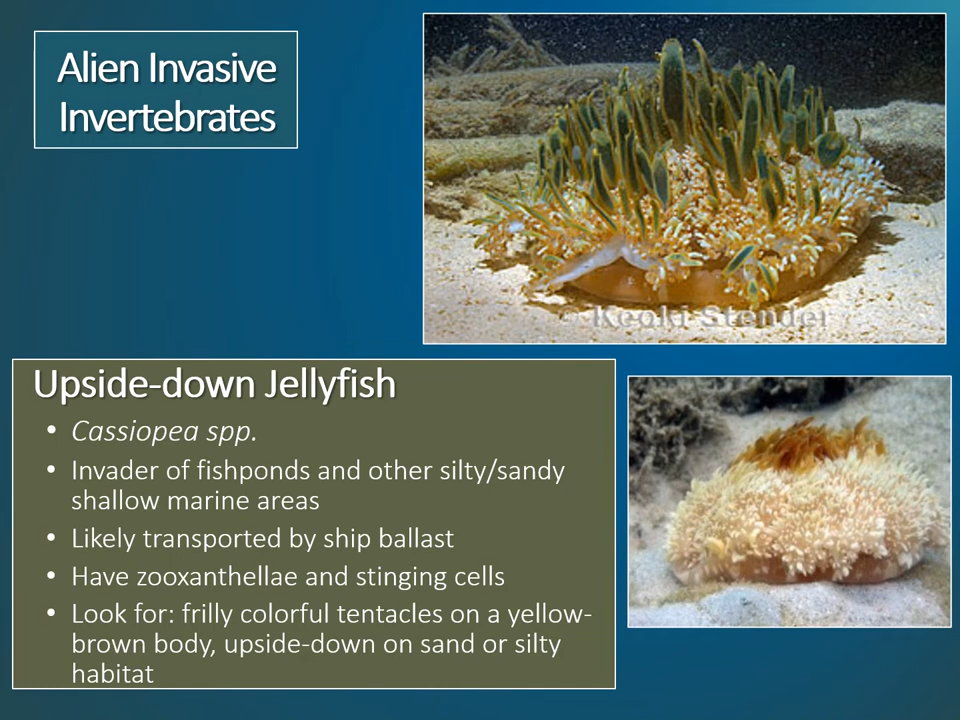 Alien Invasive
Invertebrates
© Keoki Stender
Upside-down Jellyfish
• Cassiopea spp.
• Invader of fishponds and other silty/sandy
shallow marine areas
• Likely transported by ship ballast
• Have zooxanthellae and stinging cells
• Look for: frilly colorful tentacles on a yellow-
brown body, upside-down on sand or silty
habitat